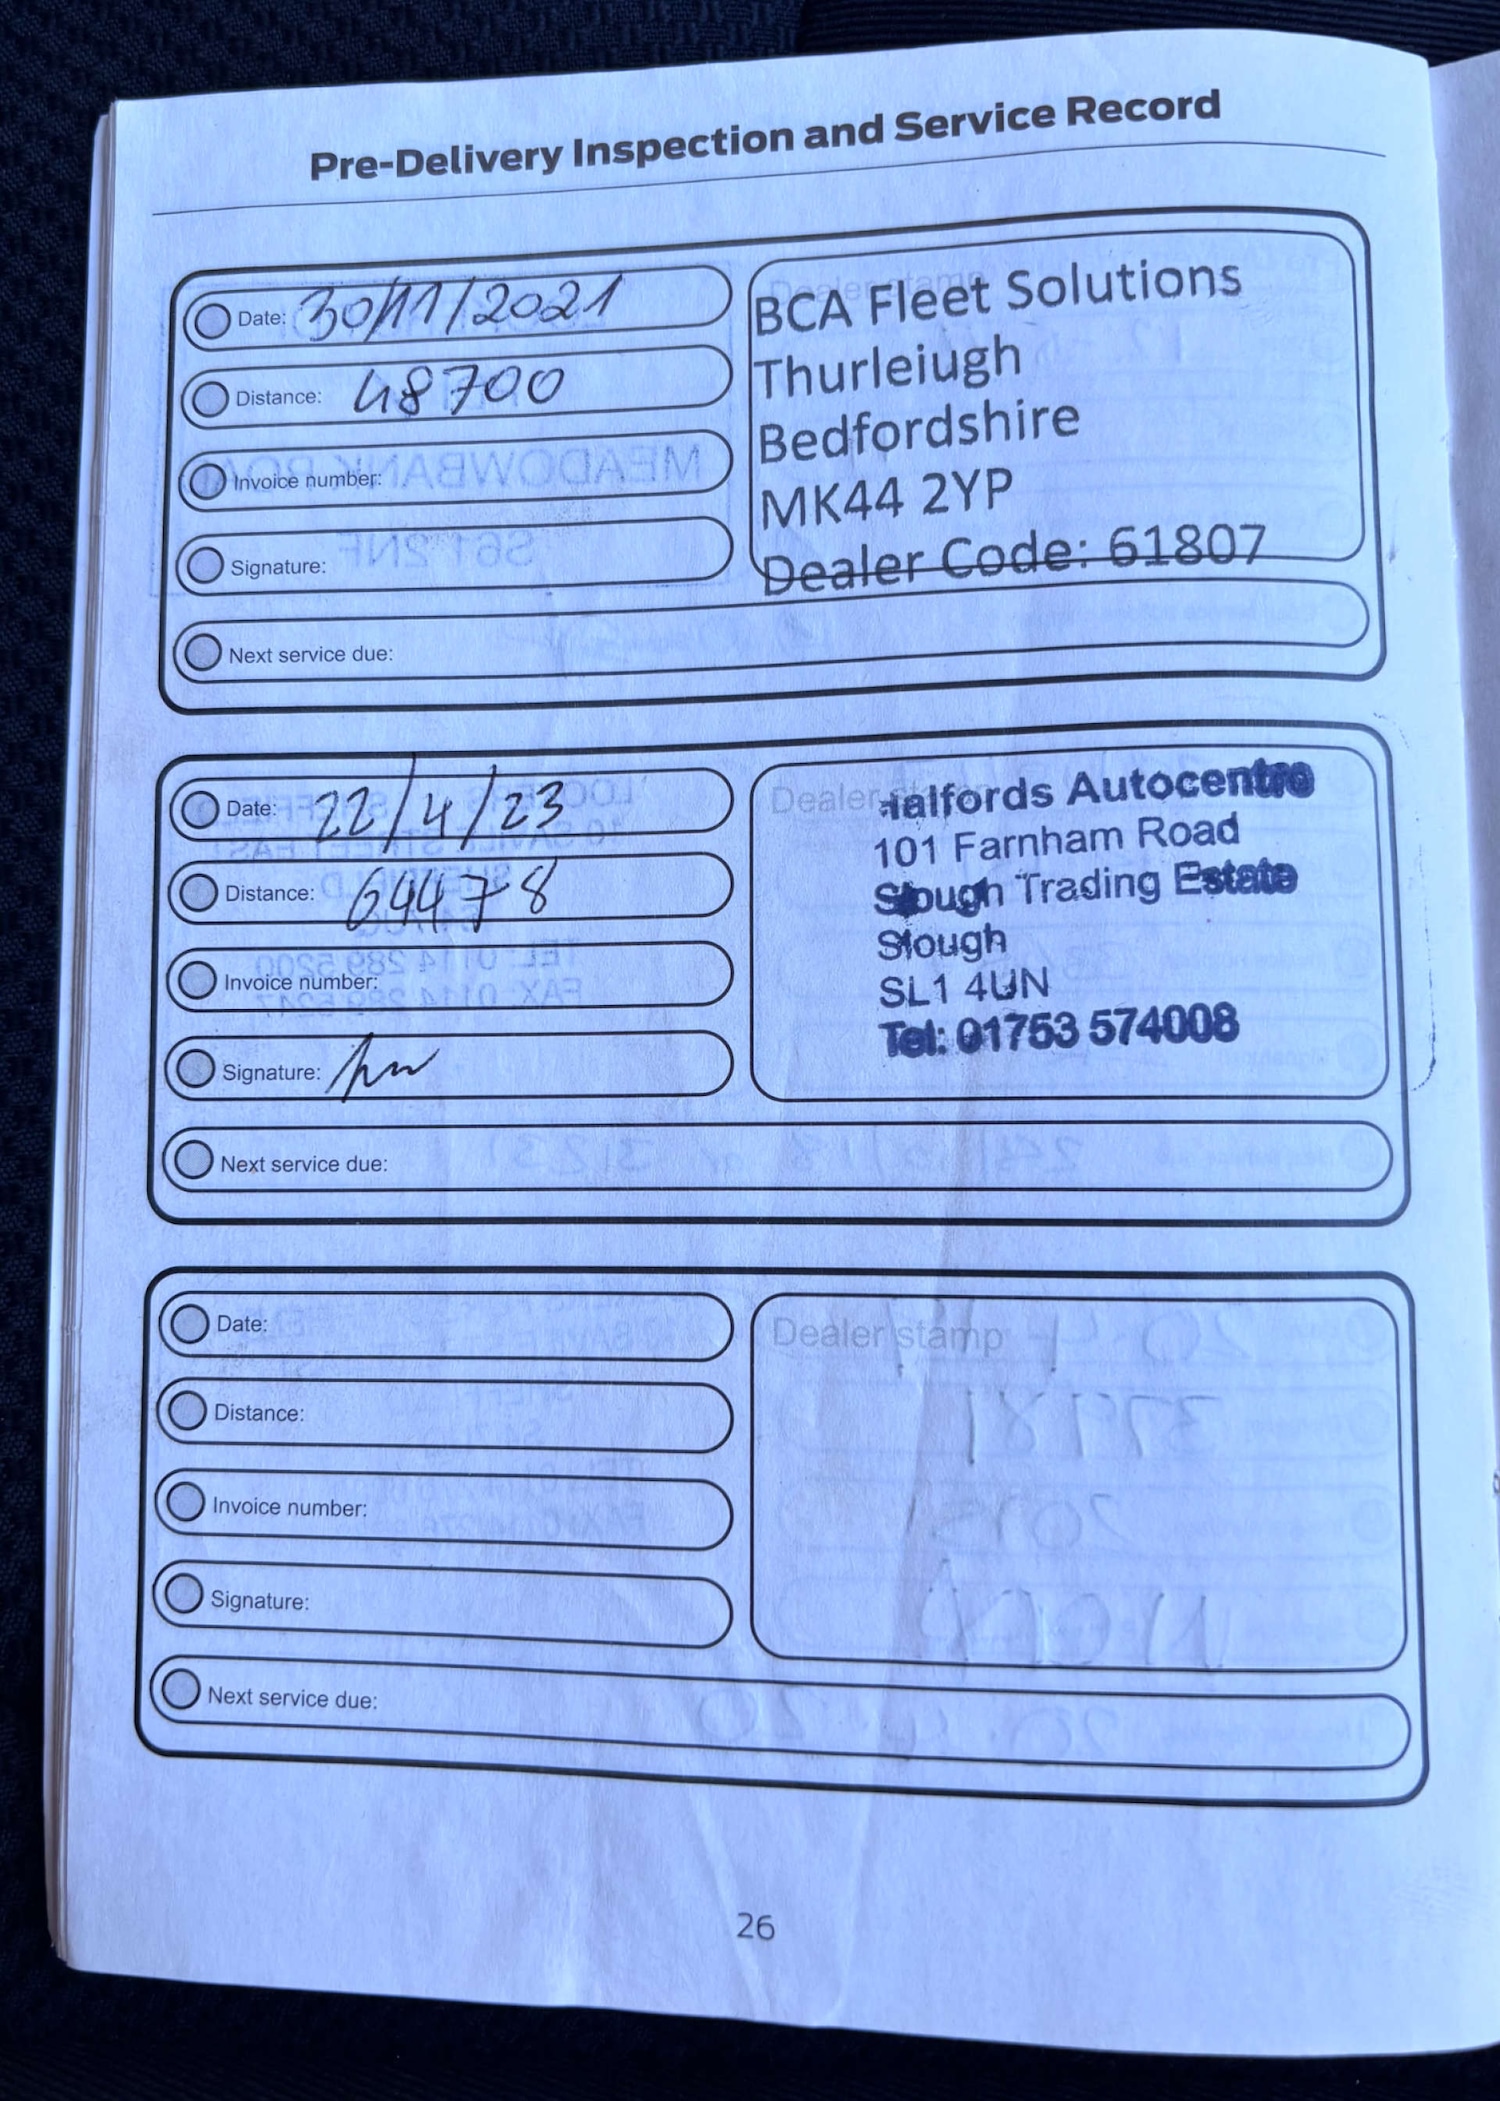 Pre-Delivery Inspection and Service Record
Date: 30/11/2021
Distance: 48700
Invoice number:
Signature:
Next service due:
BCA Fleet Solutions
Thurleiugh
Bedfordshire
MK44 2YP
Dealer Code: 61807
Date: 22/4/23
Distance: 64478
Invoice number:
Signature:
Next service due:
Dealer
Halfords Autocentre
101 Farnham Road
Slough Trading Estate
Slough
SL1 4UN
Tel: 01753 574008
Date:
Distance:
Invoice number:
Signature:
Next service due:
Dealer stamp
26